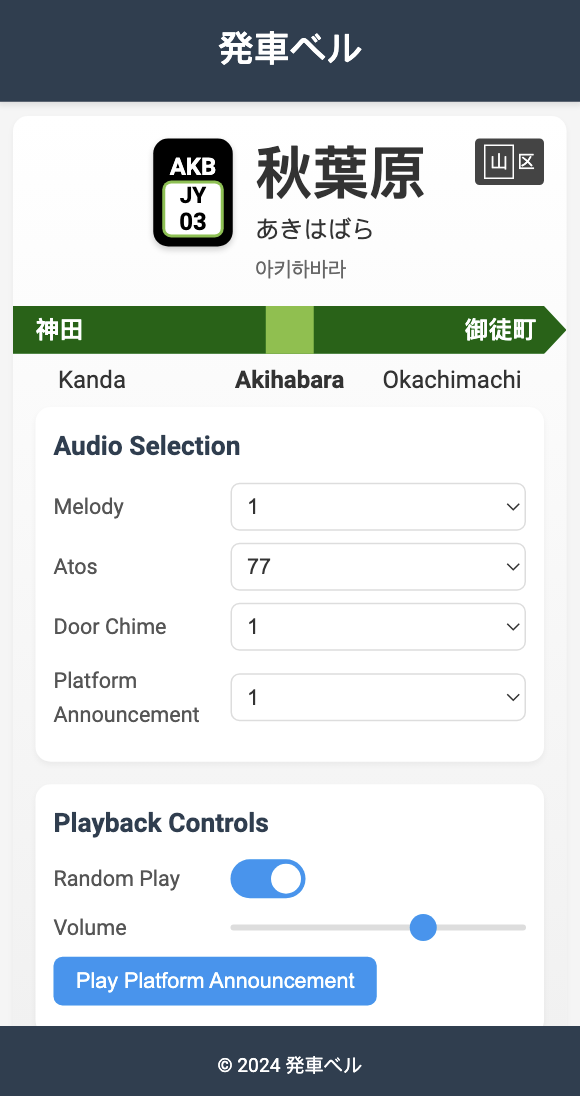 発車ベル
AKB
JY
03
秋葉原
あきはばら
아키하바라
山 区
神田 御徒町
Kanda Akihabara Okachimachi
Audio Selection
Melody 1
Atos 77
Door Chime 1
Platform
Announcement 1
Playback Controls
Random Play
Volume
Play Platform Announcement
© 2024 発車ベル